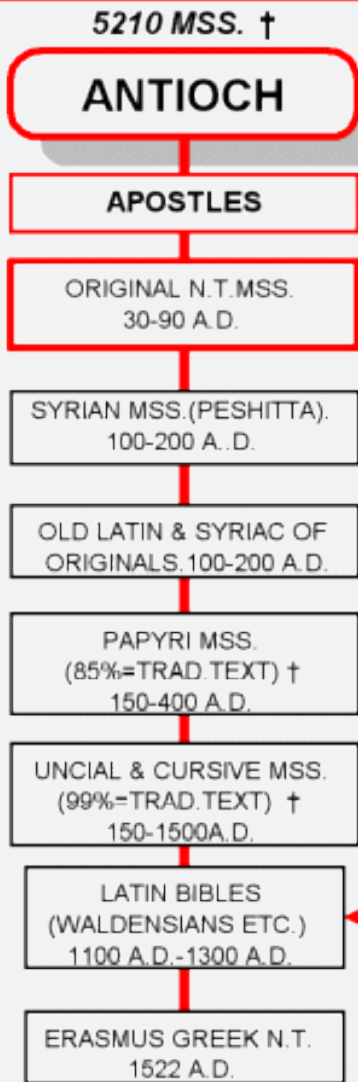 5210 MSS. †
ANTIOCH
APOSTLES
ORIGINAL N.T.MSS.
30-90 A.D.
SYRIAN MSS.(PESHITTA).
100-200 A..D.
OLD LATIN & SYRIAC OF
ORIGINALS.100-200 A.D.
PAPYRI MSS.
(85%=TRAD.TEXT) †
150-400 A.D.
UNCIAL & CURSIVE MSS.
(99%=TRAD.TEXT) †
150-1500A.D.
LATIN BIBLES
(WALDENSIANS ETC.)
1100 A.D.-1300 A.D.
ERASMUS GREEK N.T.
1522 A.D.